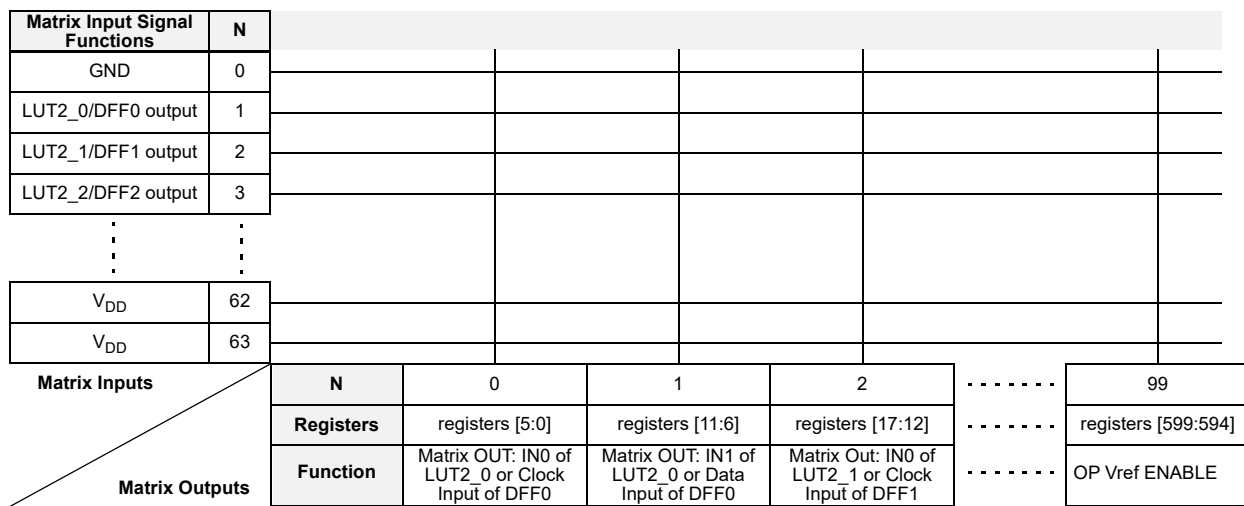 Matrix Input Signal
Functions
N
GND
0
LUT2_0/DFF0 output
1
LUT2_1/DFF1 output
2
LUT2_2/DFF2 output
3
VDD
62
VDD
63
Matrix Inputs
N
0
1
2
99
Registers
registers [5:0]
registers [11:6]
registers [17:12]
registers [599:594]
Matrix Outputs
Function
Matrix OUT: IN0 of
LUT2_0 or Clock
Input of DFF0
Matrix OUT: IN1 of
LUT2_0 or Data
Input of DFF0
Matrix Out: IN0 of
LUT2_1 or Clock
Input of DFF1
OP Vref ENABLE